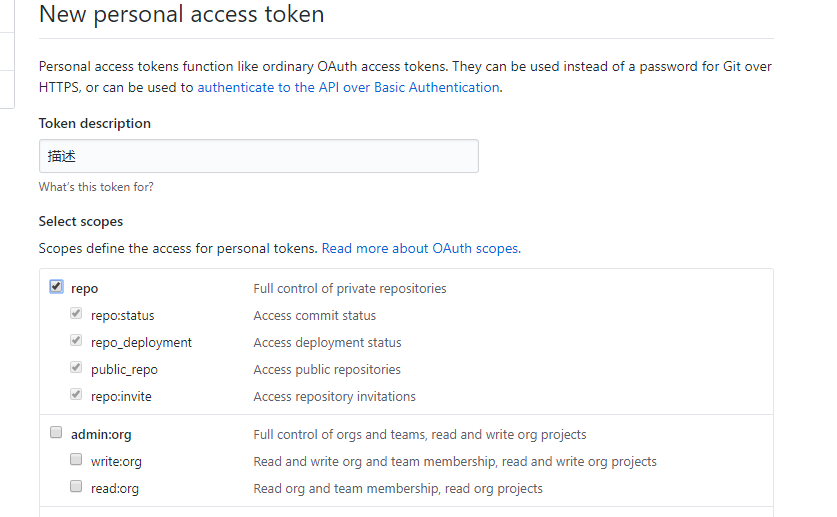 New personal access token
Personal access tokens function like ordinary OAuth access tokens. They can be used instead of a password for Git over
HTTPS, or can be used to authenticate to the API over Basic Authentication.
Token description
描述
What's this token for?
Select scopes
Scopes define the access for personal tokens. Read more about OAuth scopes.
repo Full control of private repositories
repo:status Access commit status
repo_deployment Access deployment status
public_repo Access public repositories
repo:invite Access repository invitations
admin:org Full control of orgs and teams, read and write org projects
write:org Read and write org and team membership, read and write org projects
read:org Read org and team membership, read org projects